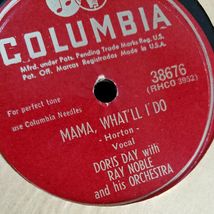 COLUMBIA
Mfrd. under Pats. Pending Trade Marks Reg. U.S.
Pat. Off. Marcas Registradas Made in U.S.A.
For perfect tone
use Columbia Needles
38676
(RHCO 3932)
MAMA, WHAT'LL I DO
- Horton -
Vocal
DORIS DAY with
RAY NOBLE
and his ORCHESTRA